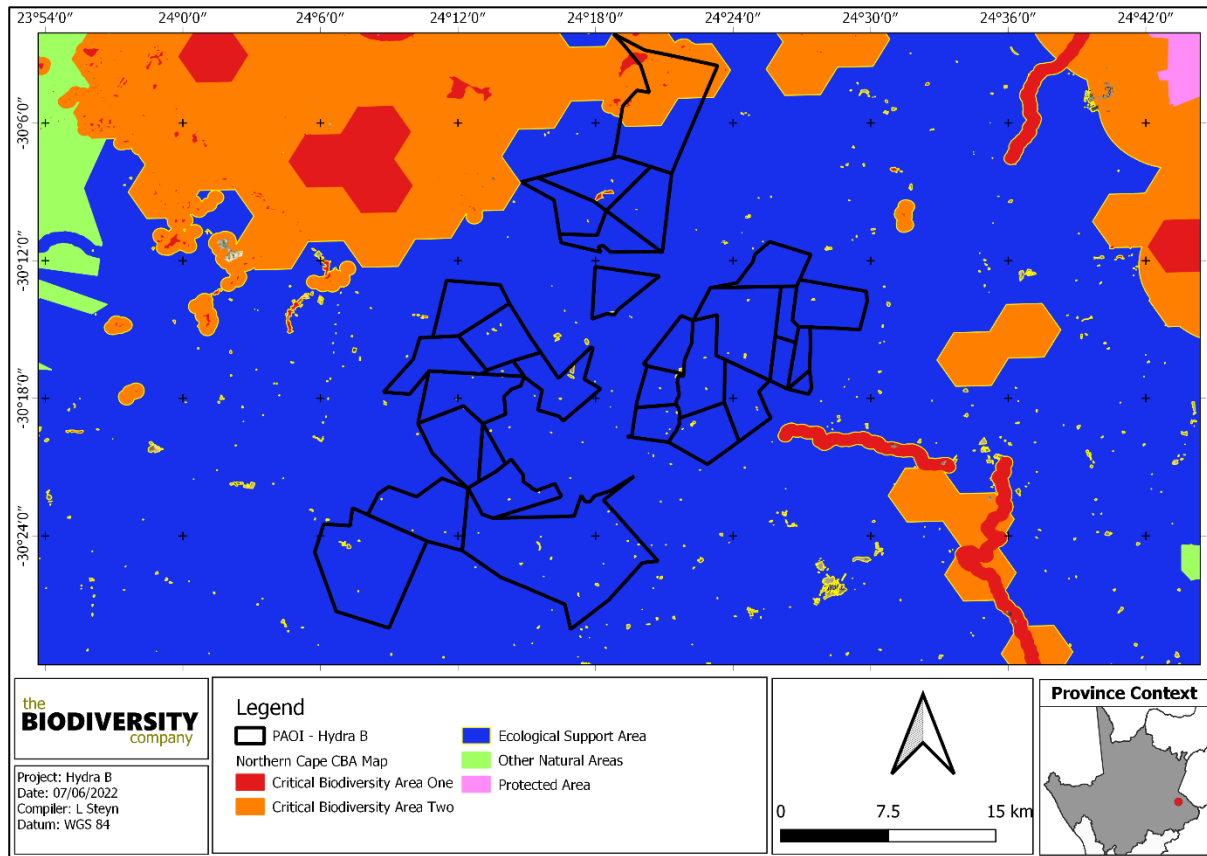 23°54′0″ 24°0′0″ 24°6′0″ 24°12′0″ 24°18′0″ 24°24′0″ 24°30′0″ 24°36′0″ 24°42′0″
-30°6′0″
-30°12′0″
-30°18′0″
-30°24′0″
the
BIODIVERSITY
company
Project: Hydra B
Date: 07/06/2022
Compiler: L Steyn
Datum: WGS 84
Legend
PAOI - Hydra B
Northern Cape CBA Map
Critical Biodiversity Area One
Critical Biodiversity Area Two
Ecological Support Area
Other Natural Areas
Protected Area
0 7.5 15 km
Province Context